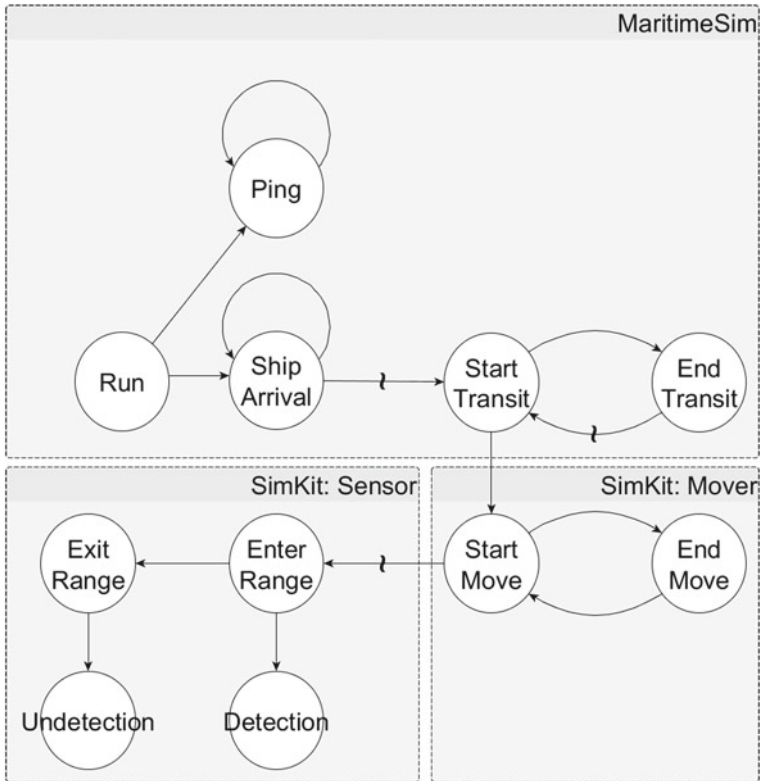 MaritimeSim
Ping
Run
Ship
Arrival
Start
Transit
End
Transit
SimKit: Sensor
SimKit: Mover
Exit
Range
Enter
Range
Start
Move
End
Move
Undetection
Detection